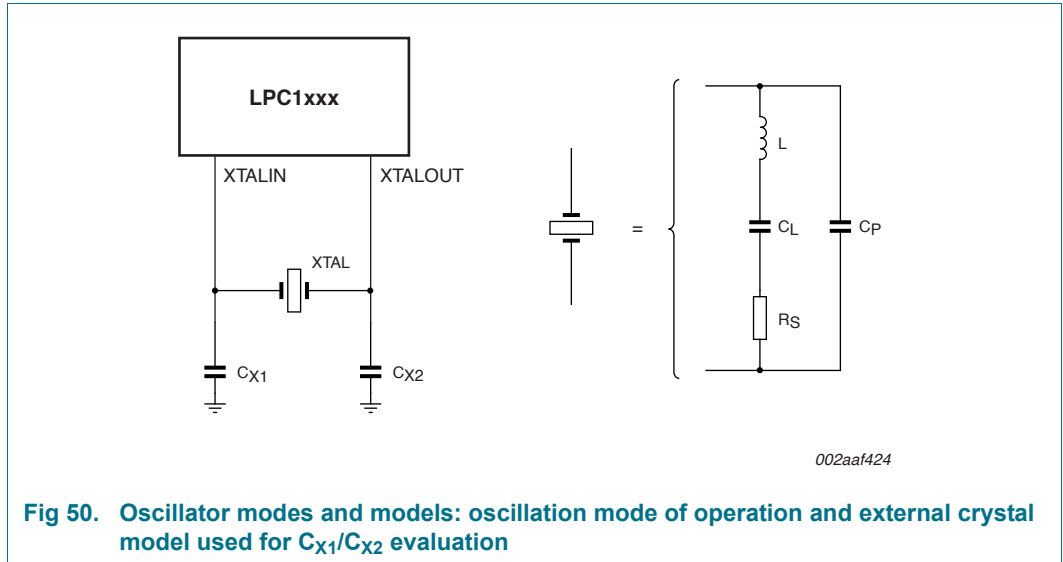 LPC1xxx
XTALIN
XTALOUT
XTAL
CX1
CX2
=
L
CL
CP
RS
002aaf424
Fig 50. Oscillator modes and models: oscillation mode of operation and external crystal
model used for CX1/CX2 evaluation